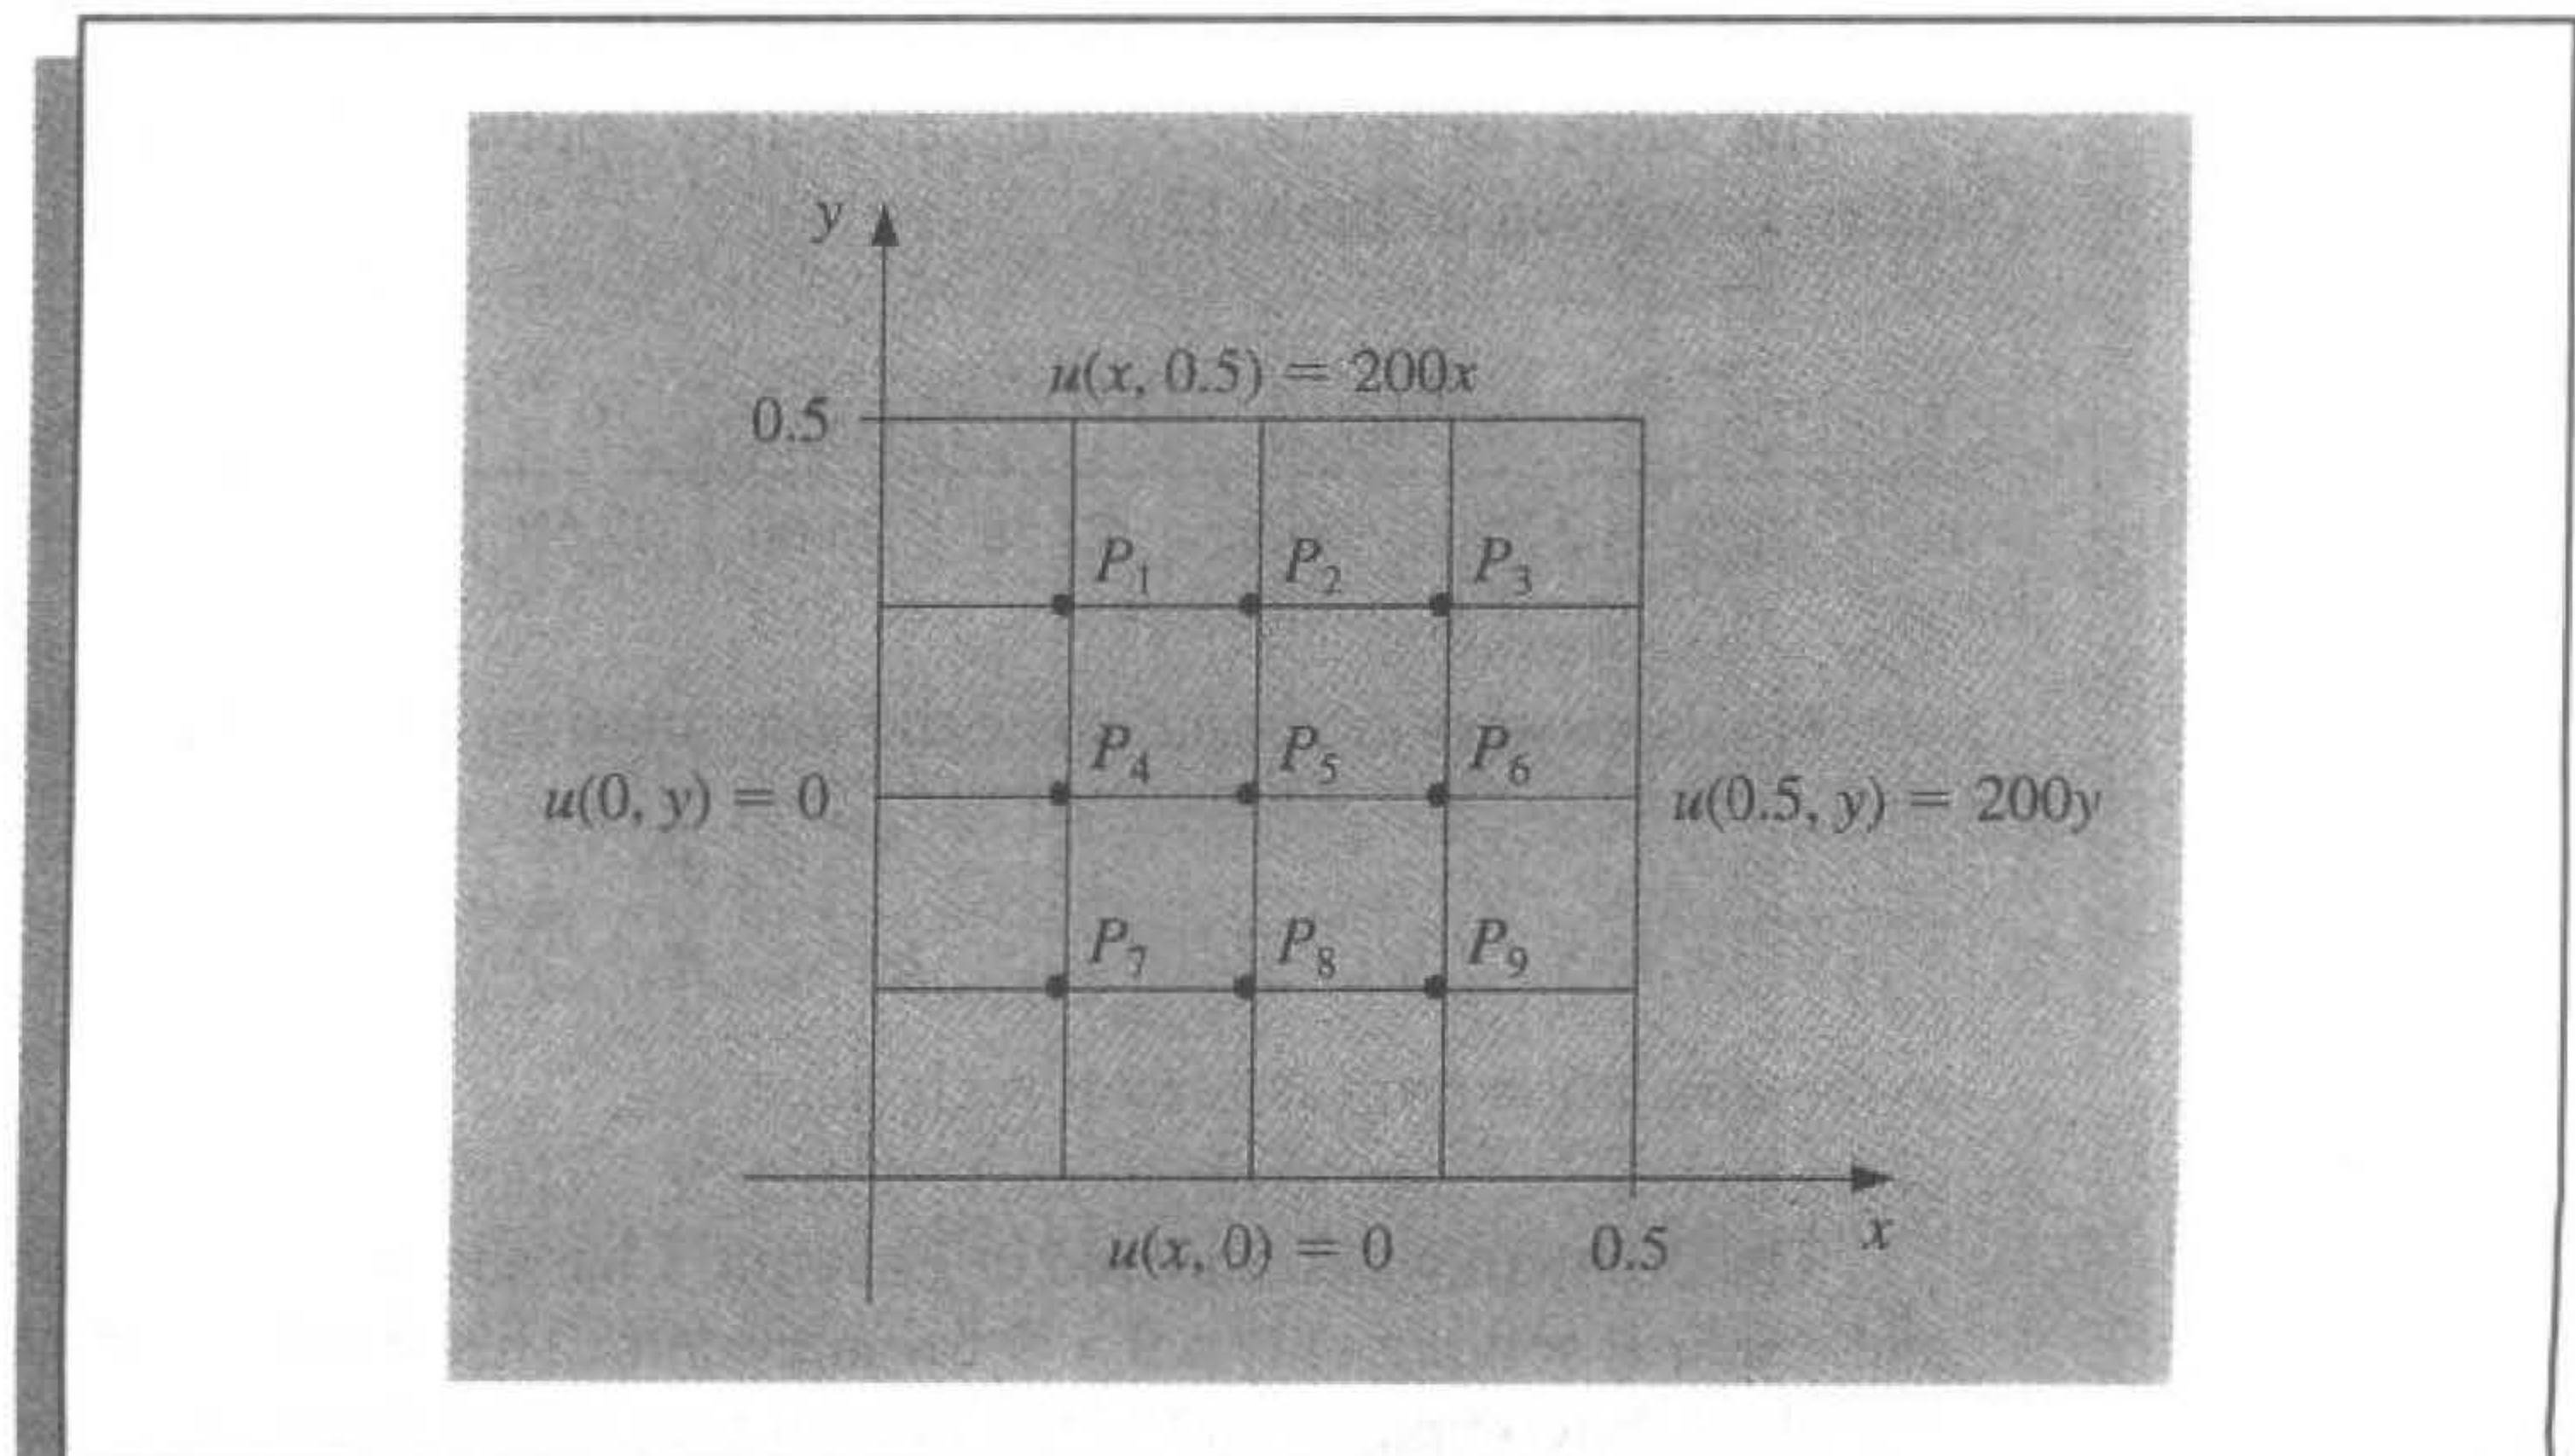 y
u(x, 0.5) = 200x
0.5
P₁ P₂ P₃
P₄ P₅ P₆
u(0, y) = 0
u(0.5, y) = 200y
P₇ P₈ P₉
u(x, 0) = 0
0.5
x